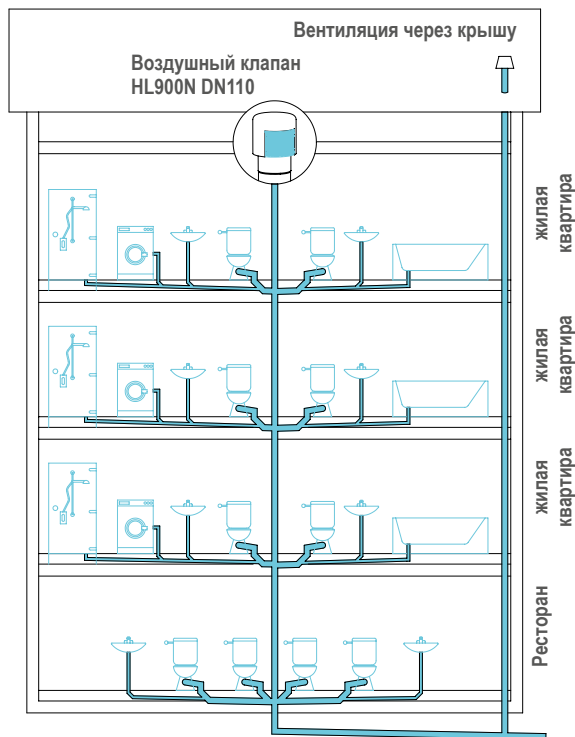 Вентиляция через крышу
Воздушный клапан
HL900N DN110
жилая
квартира
жилая
квартира
жилая
квартира
Ресторан